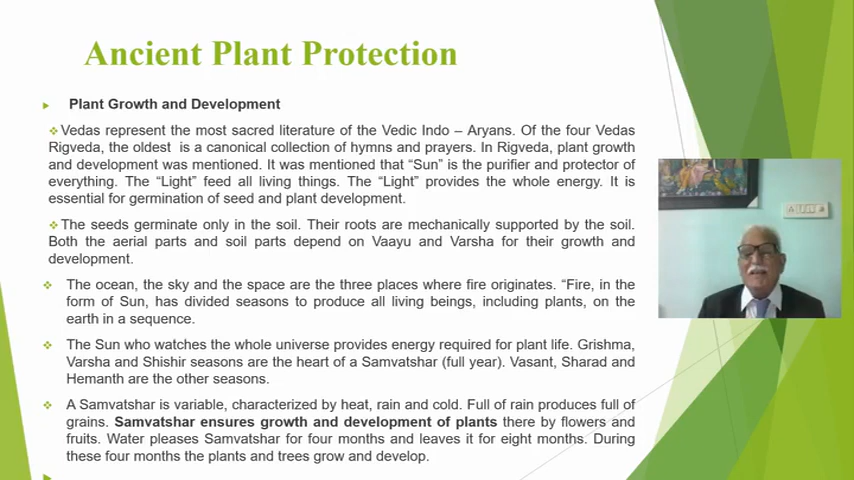 Ancient Plant Protection
Plant Growth and Development
Vedas represent the most sacred literature of the Vedic Indo – Aryans. Of the four Vedas
Rigveda, the oldest is a canonical collection of hymns and prayers. In Rigveda, plant growth
and development was mentioned. It was mentioned that “Sun” is the purifier and protector of
everything. The “Light” feed all living things. The “Light” provides the whole energy. It is
essential for germination of seed and plant development.
The seeds germinate only in the soil. Their roots are mechanically supported by the soil.
Both the aerial parts and soil parts depend on Vaayu and Varsha for their growth and
development.
The ocean, the sky and the space are the three places where fire originates. “Fire, in the
form of Sun, has divided seasons to produce all living beings, including plants, on the
earth in a sequence.
The Sun who watches the whole universe provides energy required for plant life. Grishma,
Varsha and Shishir seasons are the heart of a Samvatshar (full year). Vasant, Sharad and
Hemanth are the other seasons.
A Samvatshar is variable, characterized by heat, rain and cold. Full of rain produces full of
grains. Samvatshar ensures growth and development of plants there by flowers and
fruits. Water pleases Samvatshar for four months and leaves it for eight months. During
these four months the plants and trees grow and develop.